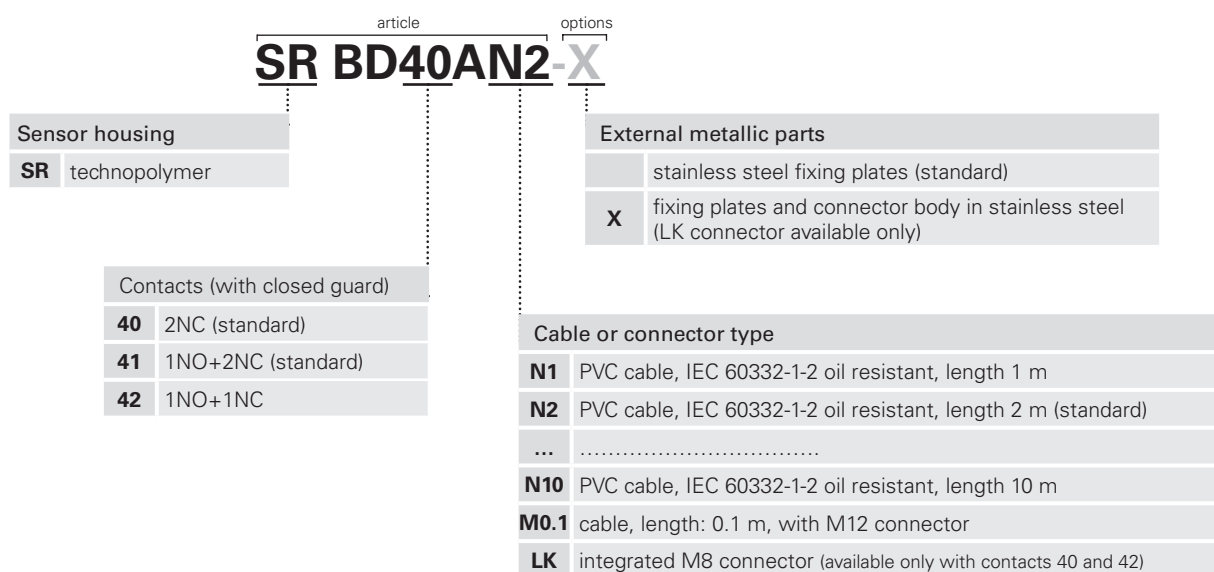 article
options
SR BD40AN2-X
Sensor housing
SR technopolymer
External metallic parts
stainless steel fixing plates (standard)
X fixing plates and connector body in stainless steel
(LK connector available only)
Contacts (with closed guard)
40 2NC (standard)
41 1NO+2NC (standard)
42 1NO+1NC
Cable or connector type
N1 PVC cable, IEC 60332-1-2 oil resistant, length 1 m
N2 PVC cable, IEC 60332-1-2 oil resistant, length 2 m (standard)
... .................................
N10 PVC cable, IEC 60332-1-2 oil resistant, length 10 m
M0.1 cable, length: 0.1 m, with M12 connector
LK integrated M8 connector (available only with contacts 40 and 42)